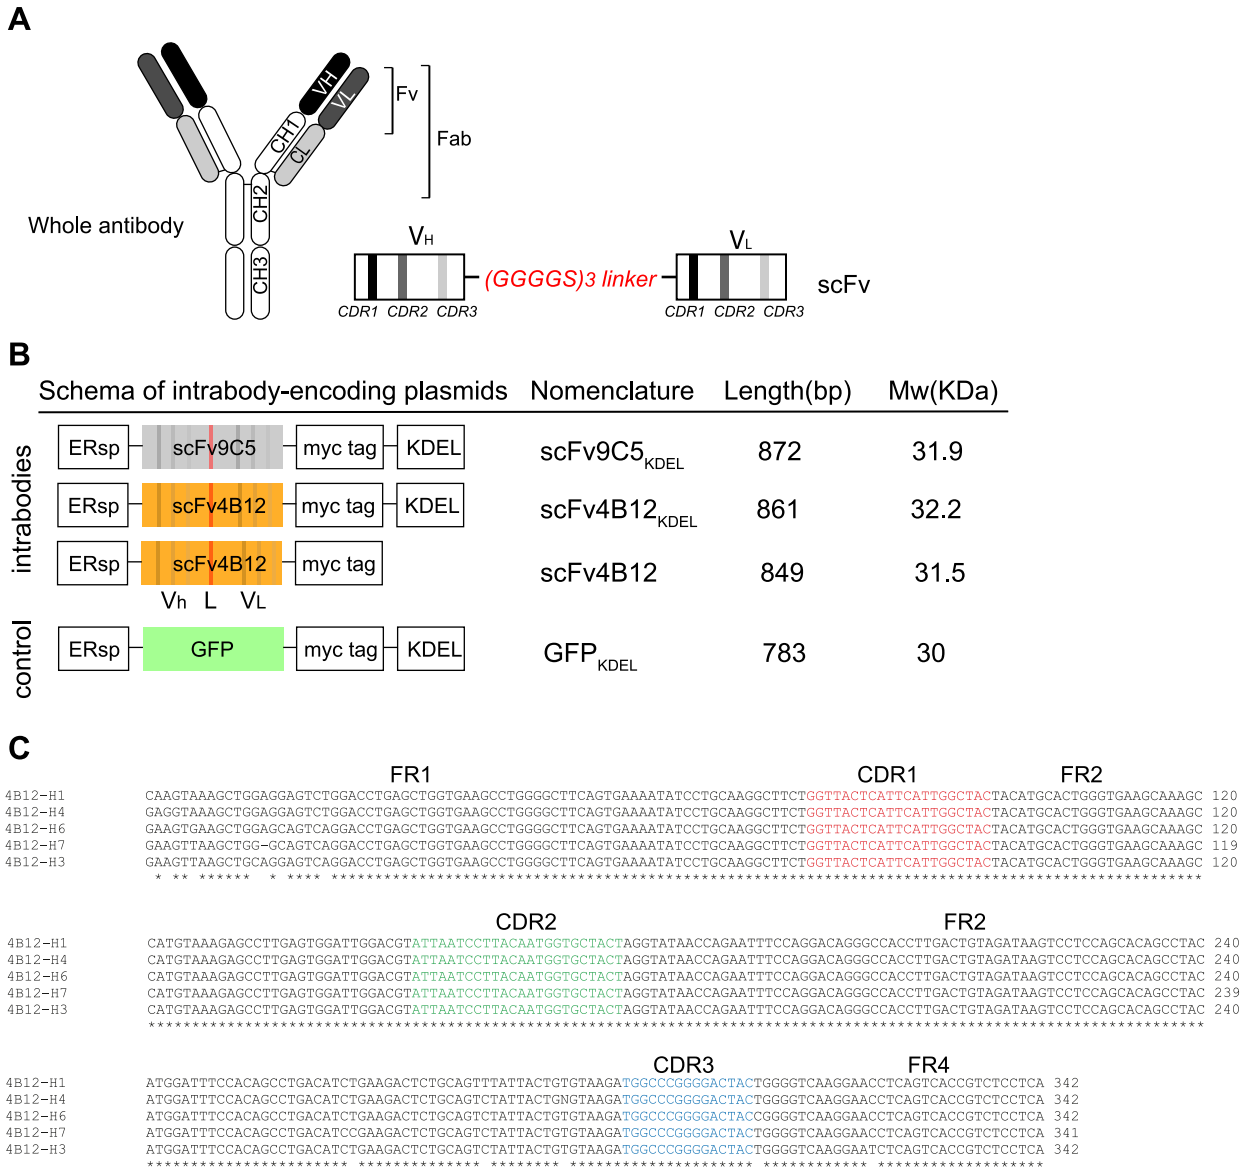 A
VH
VL
Fv
CH1
CL
Fab
CH2
Whole antibody
CH3
VH
VL
(GGGGS)3 linker
scFv
CDR1 CDR2 CDR3
CDR1 CDR2 CDR3
B
Schema of intrabody-encoding plasmids Nomenclature Length(bp) Mw(KDa)
intrabodies
ERsp scFv9C5 myc tag KDEL scFv9C5KDEL 872 31.9
ERsp scFv4B12 myc tag KDEL scFv4B12KDEL 861 32.2
ERsp scFv4B12 myc tag scFv4B12 849 31.5
Vh L VL
control
ERsp GFP myc tag KDEL GFPKDEL 783 30
C
FR1 CDR1 FR2
4B12-H1 CAAGTAAAGCTGGAGGAGTCTGGACCTGAGCTGGTGAAGCCTGGGGCTTCAGTGAAAATATCCTGCAAGGCTTCTGGTTACTCATTCATTGGCTACTACATGCACTGGGTGAAGCAAAGC 120
4B12-H4 GAGGTAAAGCTGGAGGAGTCTGGACCTGAGCTGGTGAAGCCTGGGGCTTCAGTGAAAATATCCTGCAAGGCTTCTGGTTACTCATTCATTGGCTACTACATGCACTGGGTGAAGCAAAGC 120
4B12-H6 GAAGTGAAGCTGGAGCAGTCAGGACCTGAGCTGGTGAAGCCTGGGGCTTCAGTGAAAATATCCTGCAAGGCTTCTGGTTACTCATTCATTGGCTACTACATGCACTGGGTGAAGCAAAGC 120
4B12-H7 GAAGTTAAGCTGG-GCAGTCAGGACCTGAGCTGGTGAAGCCTGGGGCTTCAGTGAAAATATCCTGCAAGGCTTCTGGTTACTCATTCATTGGCTACTACATGCACTGGGTGAAGCAAAGC 119
4B12-H3 GAAGTTAAGCTGCAGGAGTCAGGACCTGAGCTGGTGAAGCCTGGGGCTTCAGTGAAAATATCCTGCAAGGCTTCTGGTTACTCATTCATTGGCTACTACATGCACTGGGTGAAGCAAAGC 120
CDR2 FR2
4B12-H1 CATGTAAAGAGCCTTGAGTGGATTGGACGTATTAATCCTTACAATGGTGCTACTAGGTATAACCAGAATTTCCAGGACAGGGCCACCTTGACTGTAGATAAGTCCTCCAGCACAGCCTAC 240
4B12-H4 CATGTAAAGAGCCTTGAGTGGATTGGACGTATTAATCCTTACAATGGTGCTACTAGGTATAACCAGAATTTCCAGGACAGGGCCACCTTGACTGTAGATAAGTCCTCCAGCACAGCCTAC 240
4B12-H6 CATGTAAAGAGCCTTGAGTGGATTGGACGTATTAATCCTTACAATGGTGCTACTAGGTATAACCAGAATTTCCAGGACAGGGCCACCTTGACTGTAGATAAGTCCTCCAGCACAGCCTAC 240
4B12-H7 CATGTAAAGAGCCTTGAGTGGATTGGACGTATTAATCCTTACAATGGTGCTACTAGGTATAACCAGAATTTCCAGGACAGGGCCACCTTGACTGTAGATAAGTCCTCCAGCACAGCCTAC 239
4B12-H3 CATGTAAAGAGCCTTGAGTGGATTGGACGTATTAATCCTTACAATGGTGCTACTAGGTATAACCAGAATTTCCAGGACAGGGCCACCTTGACTGTAGATAAGTCCTCCAGCACAGCCTAC 240
CDR3 FR4
4B12-H1 ATGGATTTCCACAGCCTGACATCTGAAGACTCTGCAGTTTATTACTGTGTAAGATGGCCCGGGGACTACTGGGGTCAAGGAACCTCAGTCACCGTCTCCTCA 342
4B12-H4 ATGGATTTCCACAGCCTGACATCTGAAGACTCTGCAGTCTATTACTGNGTAAGATGGCCCGGGGACTACTGGGGTCAAGGAACCTCAGTCACCGTCTCCTCA 342
4B12-H6 ATGGATTTCCACAGCCTGACATCTGAAGACTCTGCAGTCTATTACTGTGTAAGATGGCCCGGGGACTACCGGGGTCAAGGAACCTCAGTCACCGTCTCCTCA 342
4B12-H7 ATGGATTTCCACAGCCTGACATCCGAAGACTCTGCAGTCTATTACTGTGTAAGATGGCCCGGGGACTACTGGGGTCAAGGAACCTCAGTCACCGTCTCCTCA 341
4B12-H3 ATGGATTTCCACAGCCTGACATCTGAAGACTCTGCAGTCTATTACTGTGTAAGATGGCCCGGGGACTACTGGGGTCAAGGAACCTCAGTCACCGTCTCCTCA 342